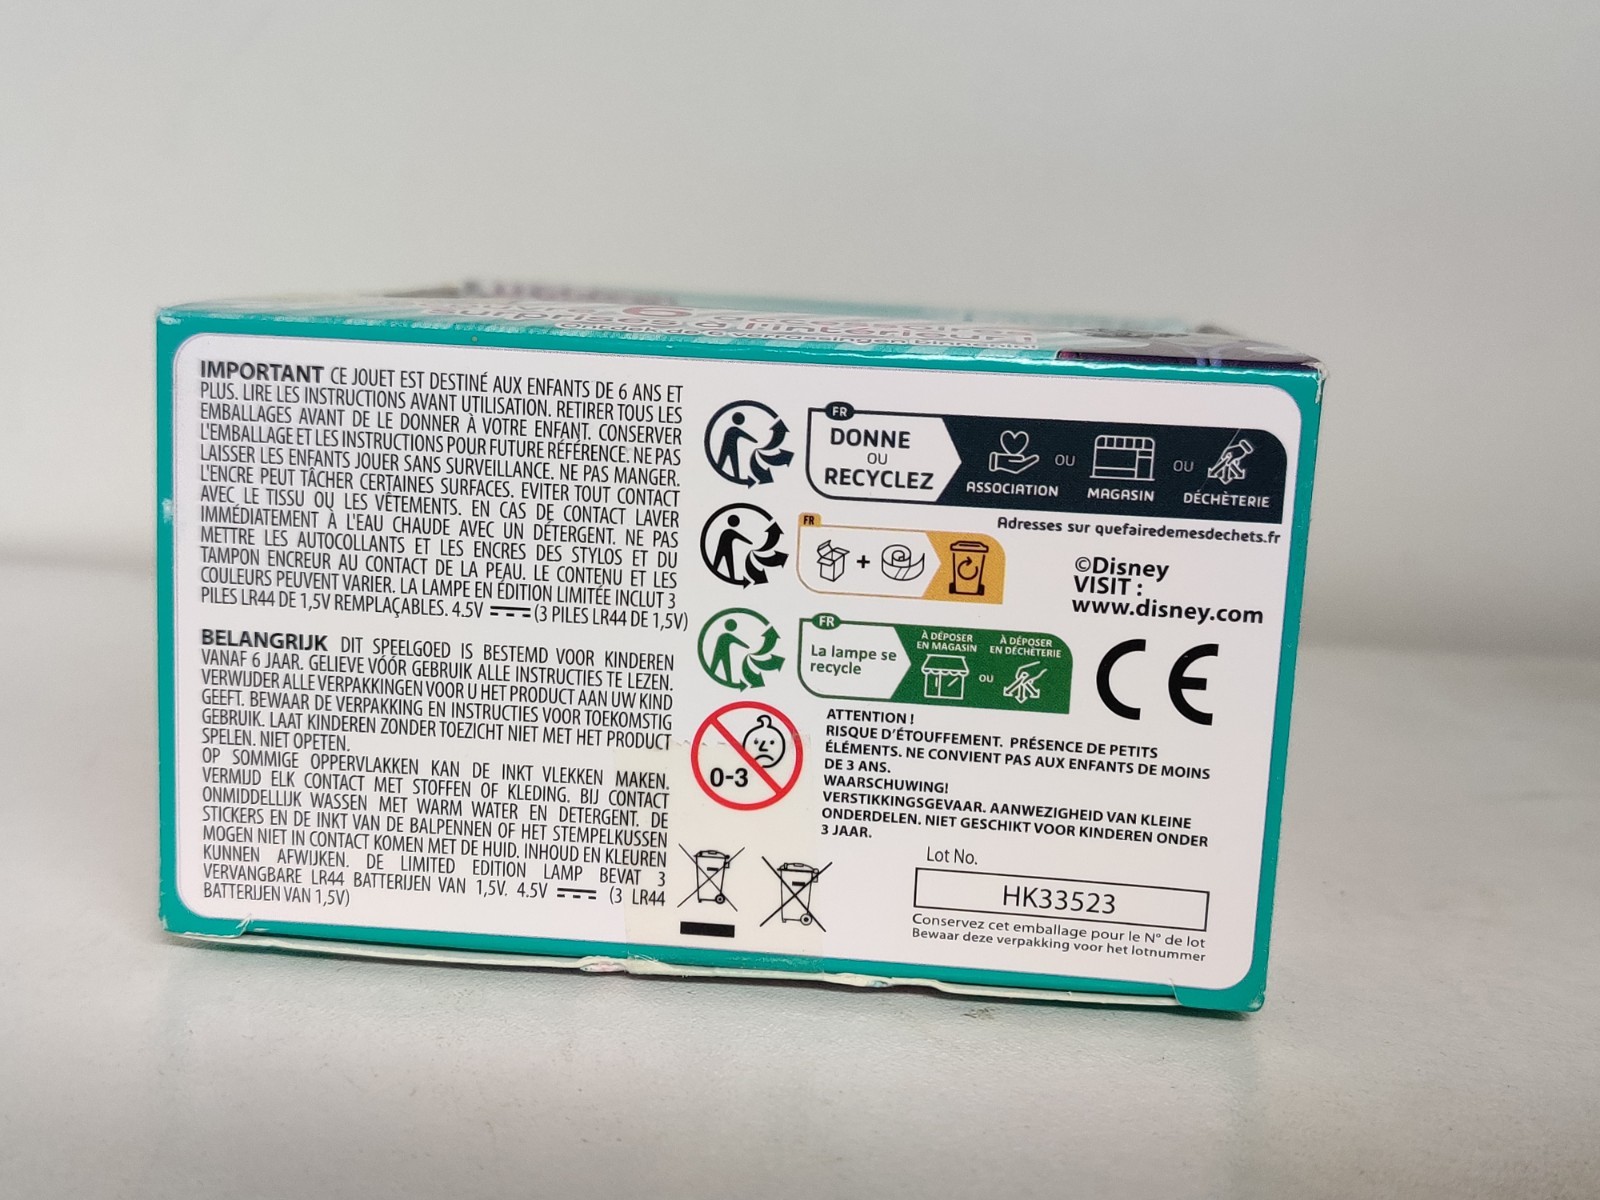 surprises à l'intérieur!
Ontdek de 6 verrassingen binnenin!
IMPORTANT CE JOUET EST DESTINÉ AUX ENFANTS DE 6 ANS ET
PLUS. LIRE LES INSTRUCTIONS AVANT UTILISATION. RETIRER TOUS LES
EMBALLAGES AVANT DE LE DONNER À VOTRE ENFANT. CONSERVER
L'EMBALLAGE ET LES INSTRUCTIONS POUR FUTURE RÉFÉRENCE. NE PAS
LAISSER LES ENFANTS JOUER SANS SURVEILLANCE. NE PAS MANGER.
L'ENCRE PEUT TÂCHER CERTAINES SURFACES. EVITER TOUT CONTACT
AVEC LE TISSU OU LES VÊTEMENTS. EN CAS DE CONTACT LAVER
IMMÉDIATEMENT À L'EAU CHAUDE AVEC UN DÉTERGENT. NE PAS
METTRE LES AUTOCOLLANTS ET LES ENCRES DES STYLOS ET DU
TAMPON ENCREUR AU CONTACT DE LA PEAU. LE CONTENU ET LES
COULEURS PEUVENT VARIER. LA LAMPE EN ÉDITION LIMITÉE INCLUT 3
PILES LR44 DE 1,5V REMPLAÇABLES. 4.5V (3 PILES LR44 DE 1,5V)
BELANGRIJK DIT SPEELGOED IS BESTEMD VOOR KINDEREN
VANAF 6 JAAR. GELIEVE VÓÓR GEBRUIK ALLE INSTRUCTIES TE LEZEN.
VERWIJDER ALLE VERPAKKINGEN VOOR U HET PRODUCT AAN UW KIND
GEEFT. BEWAAR DE VERPAKKING EN INSTRUCTIES VOOR TOEKOMSTIG
GEBRUIK. LAAT KINDEREN ZONDER TOEZICHT NIET MET HET PRODUCT
SPELEN. NIET OPETEN.
OP SOMMIGE OPPERVLAKKEN KAN DE INKT VLEKKEN MAKEN.
VERMIJD ELK CONTACT MET STOFFEN OF KLEDING. BIJ CONTACT
ONMIDDELLIJK WASSEN MET WARM WATER EN DETERGENT. DE
STICKERS EN DE INKT VAN DE BALPENNEN OF HET STEMPELKUSSEN
MOGEN NIET IN CONTACT KOMEN MET DE HUID. INHOUD EN KLEUREN
KUNNEN AFWIJKEN. DE LIMITED EDITION LAMP BEVAT 3
VERVANGBARE LR44 BATTERIJEN VAN 1,5V. 4.5V (3 LR44
BATTERIJEN VAN 1,5V)
FR
DONNE
OU
RECYCLEZ
ASSOCIATION
OU
MAGASIN
OU
DÉCHÈTERIE
Adresses sur quefairedemesdechets.fr
FR
+
©Disney
VISIT :
www.disney.com
FR
La lampe se
recycle
À DÉPOSER
EN MAGASIN
OU
À DÉPOSER
EN DÉCHÈTERIE
CE
0-3
ATTENTION !
RISQUE D'ÉTOUFFEMENT. PRÉSENCE DE PETITS
ÉLÉMENTS. NE CONVIENT PAS AUX ENFANTS DE MOINS
DE 3 ANS.
WAARSCHUWING!
VERSTIKKINGSGEVAAR. AANWEZIGHEID VAN KLEINE
ONDERDELEN. NIET GESCHIKT VOOR KINDEREN ONDER
3 JAAR.
Lot No.
HK33523
Conservez cet emballage pour le N° de lot
Bewaar deze verpakking voor het lotnummer